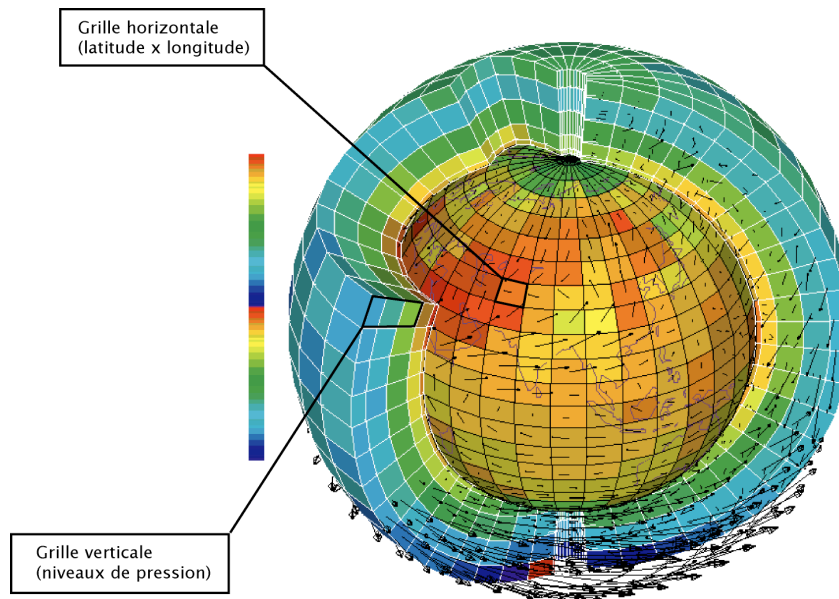 Grille horizontale
(latitude x longitude)
Grille verticale
(niveaux de pression)